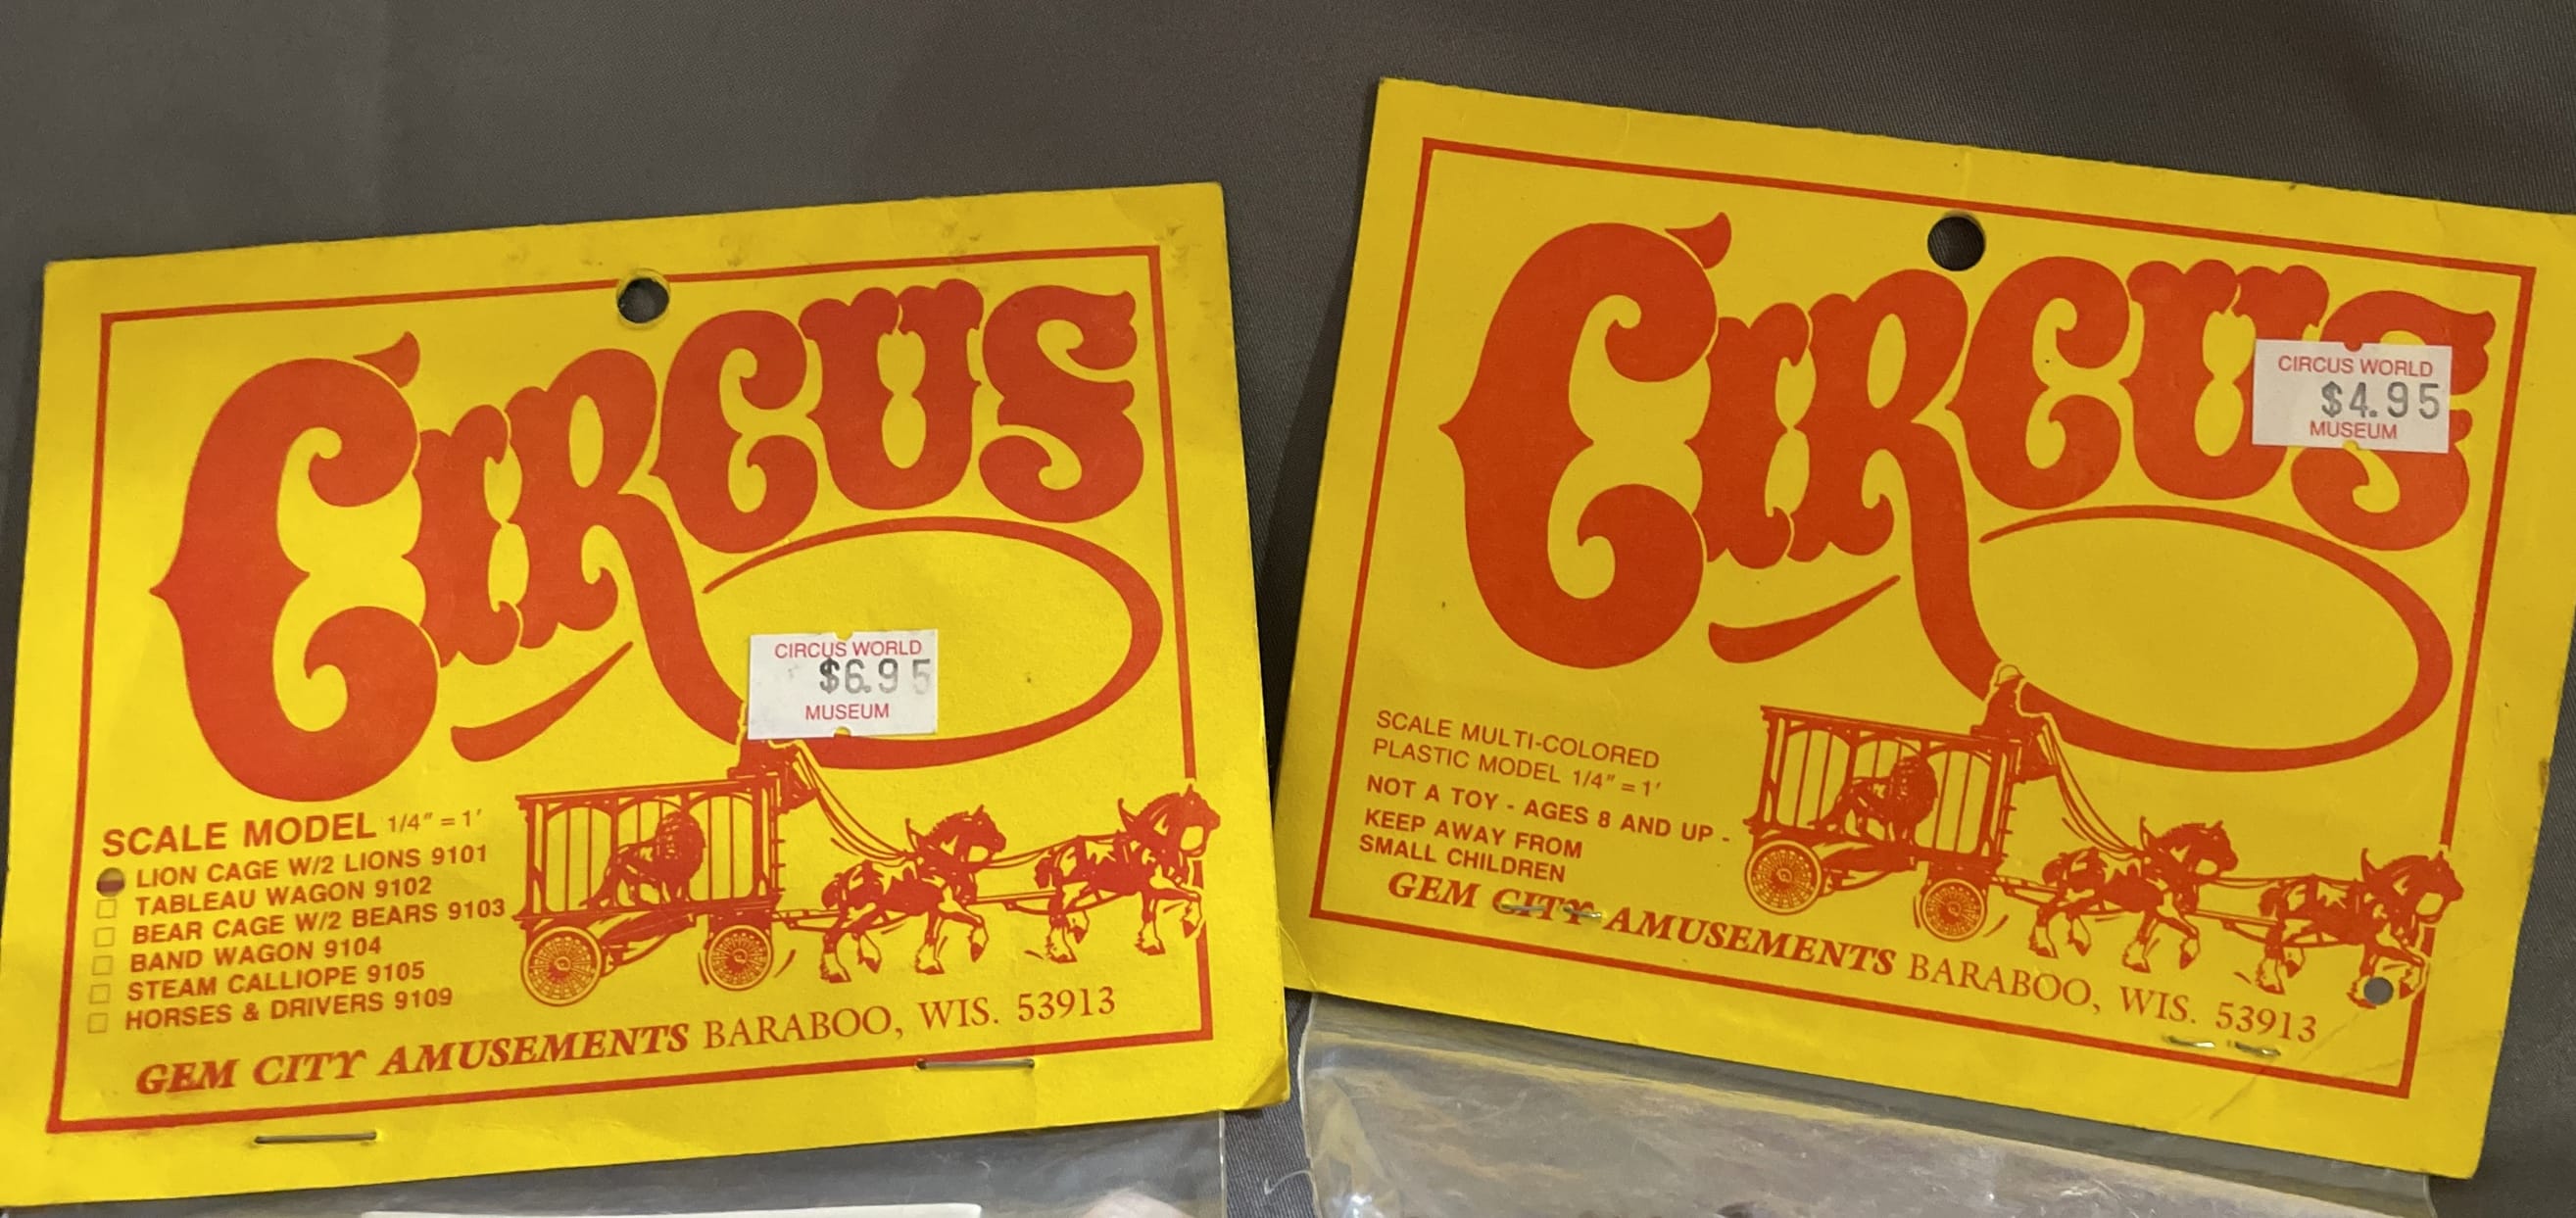 CIRCUS
CIRCUS WORLD
$6.95
MUSEUM
SCALE MODEL 1/4" = 1'
LION CAGE W/2 LIONS 9101
TABLEAU WAGON 9102
BEAR CAGE W/2 BEARS 9103
BAND WAGON 9104
STEAM CALLIOPE 9105
HORSES & DRIVERS 9109
GEM CITY AMUSEMENTS BARABOO, WIS. 53913
CIRCUS
CIRCUS WORLD
$4.95
MUSEUM
SCALE MULTI-COLORED
PLASTIC MODEL 1/4" = 1'
NOT A TOY - AGES 8 AND UP -
KEEP AWAY FROM
SMALL CHILDREN
GEM CITY AMUSEMENTS BARABOO, WIS. 53913